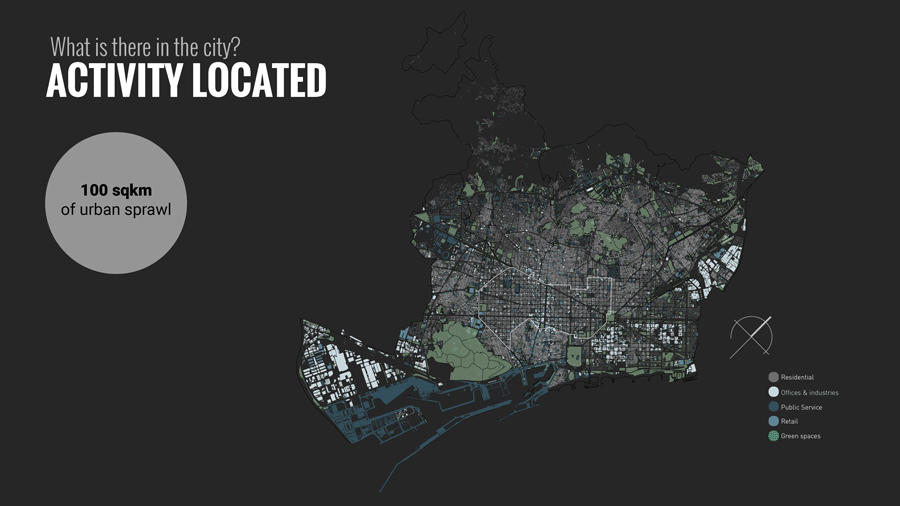 What is there in the city?
ACTIVITY LOCATED
100 sqkm
of urban sprawl
Residential
Offices & industries
Public Service
Retail
Green spaces